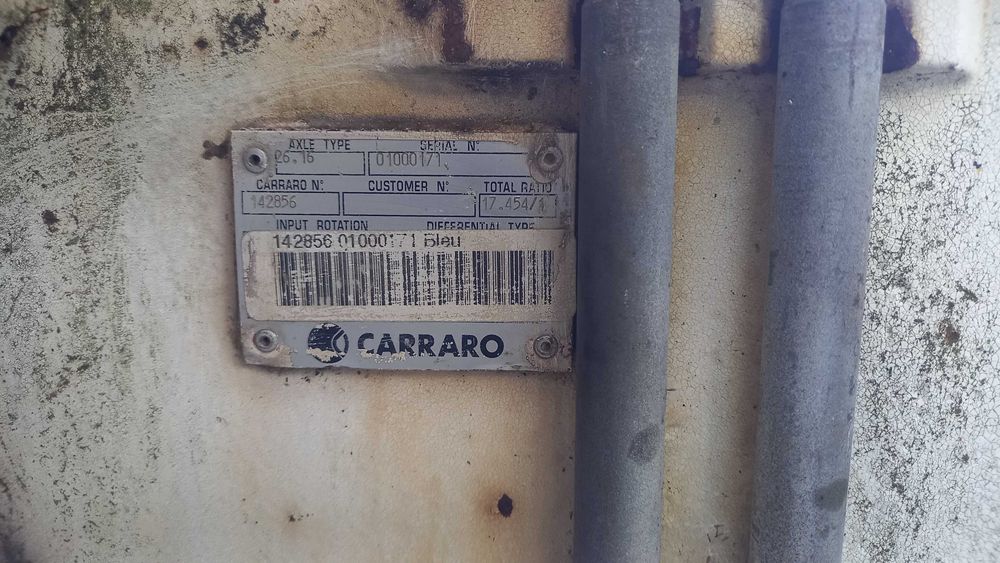 AXLE TYPE SERIAL N°
26.16 01000171
CARRARO N° CUSTOMER N° TOTAL RATIO
142856 17.454/1
INPUT ROTATION DIFFERENTIAL TYPE
142856 01000171 Bleu
CARRARO